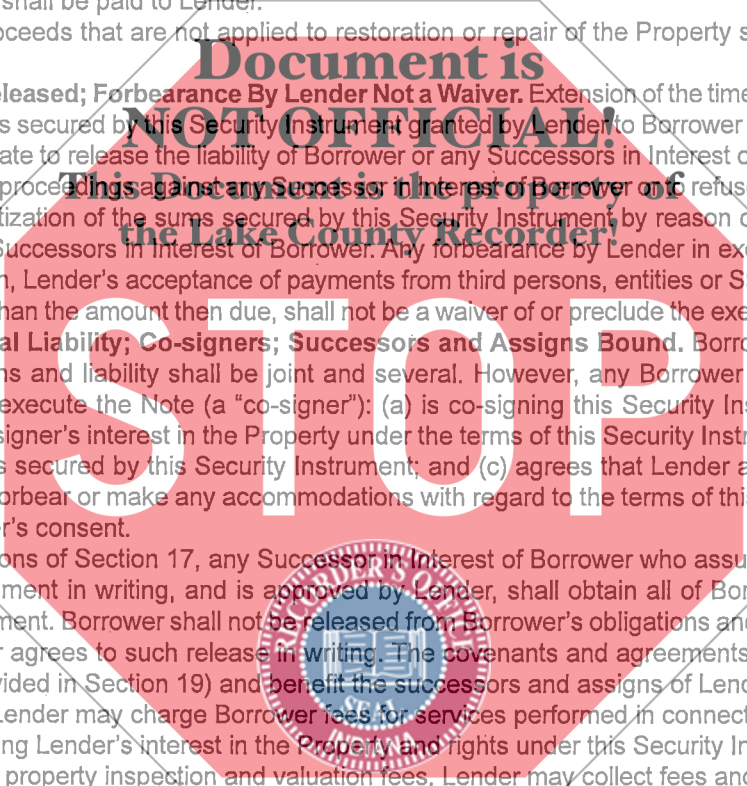 shall be paid to Lender.
oceeds that are not applied to restoration or repair of the Property s
Document is
eleased; Forbearance By Lender Not a Waiver. Extension of the time
NOT OFFICIAL!
s secured by this Security Instrument granted by Lender to Borrower
ate to release the liability of Borrower or any Successors in Interest o
This Document is the property of
proceedings against any Successor in Interest of Borrower or to refus
tization of the sums secured by this Security Instrument by reason o
the Lake County Recorder!
Successors in Interest of Borrower. Any forbearance by Lender in exe
n, Lender's acceptance of payments from third persons, entities or S
han the amount then due, shall not be a waiver of or preclude the exe
STOP
al Liability; Co-signers; Successors and Assigns Bound. Borro
ns and liability shall be joint and several. However, any Borrower
execute the Note (a “co-signer”): (a) is co-signing this Security Ins
signer's interest in the Property under the terms of this Security Instr
s secured by this Security Instrument; and (c) agrees that Lender a
orbear or make any accommodations with regard to the terms of thi
r's consent.
ons of Section 17, any Successor in Interest of Borrower who assu
ment in writing, and is approved by Lender, shall obtain all of Bor
ment. Borrower shall not be released from Borrower's obligations and
r agrees to such release in writing. The covenants and agreements
vided in Section 19) and benefit the successors and assigns of Lend
Lender may charge Borrower fees for services performed in connect
ing Lender's interest in the Property and rights under this Security In
property inspection and valuation fees. Lender may collect fees and
RECORDER'S OFFICE
SEAL
INDIANA